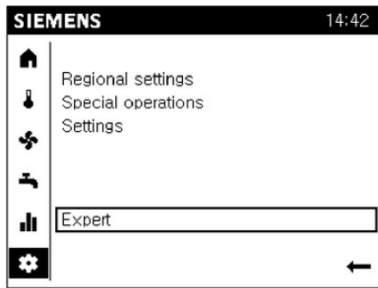 SIEMENS 14:42
Regional settings
Special operations
Settings
Expert